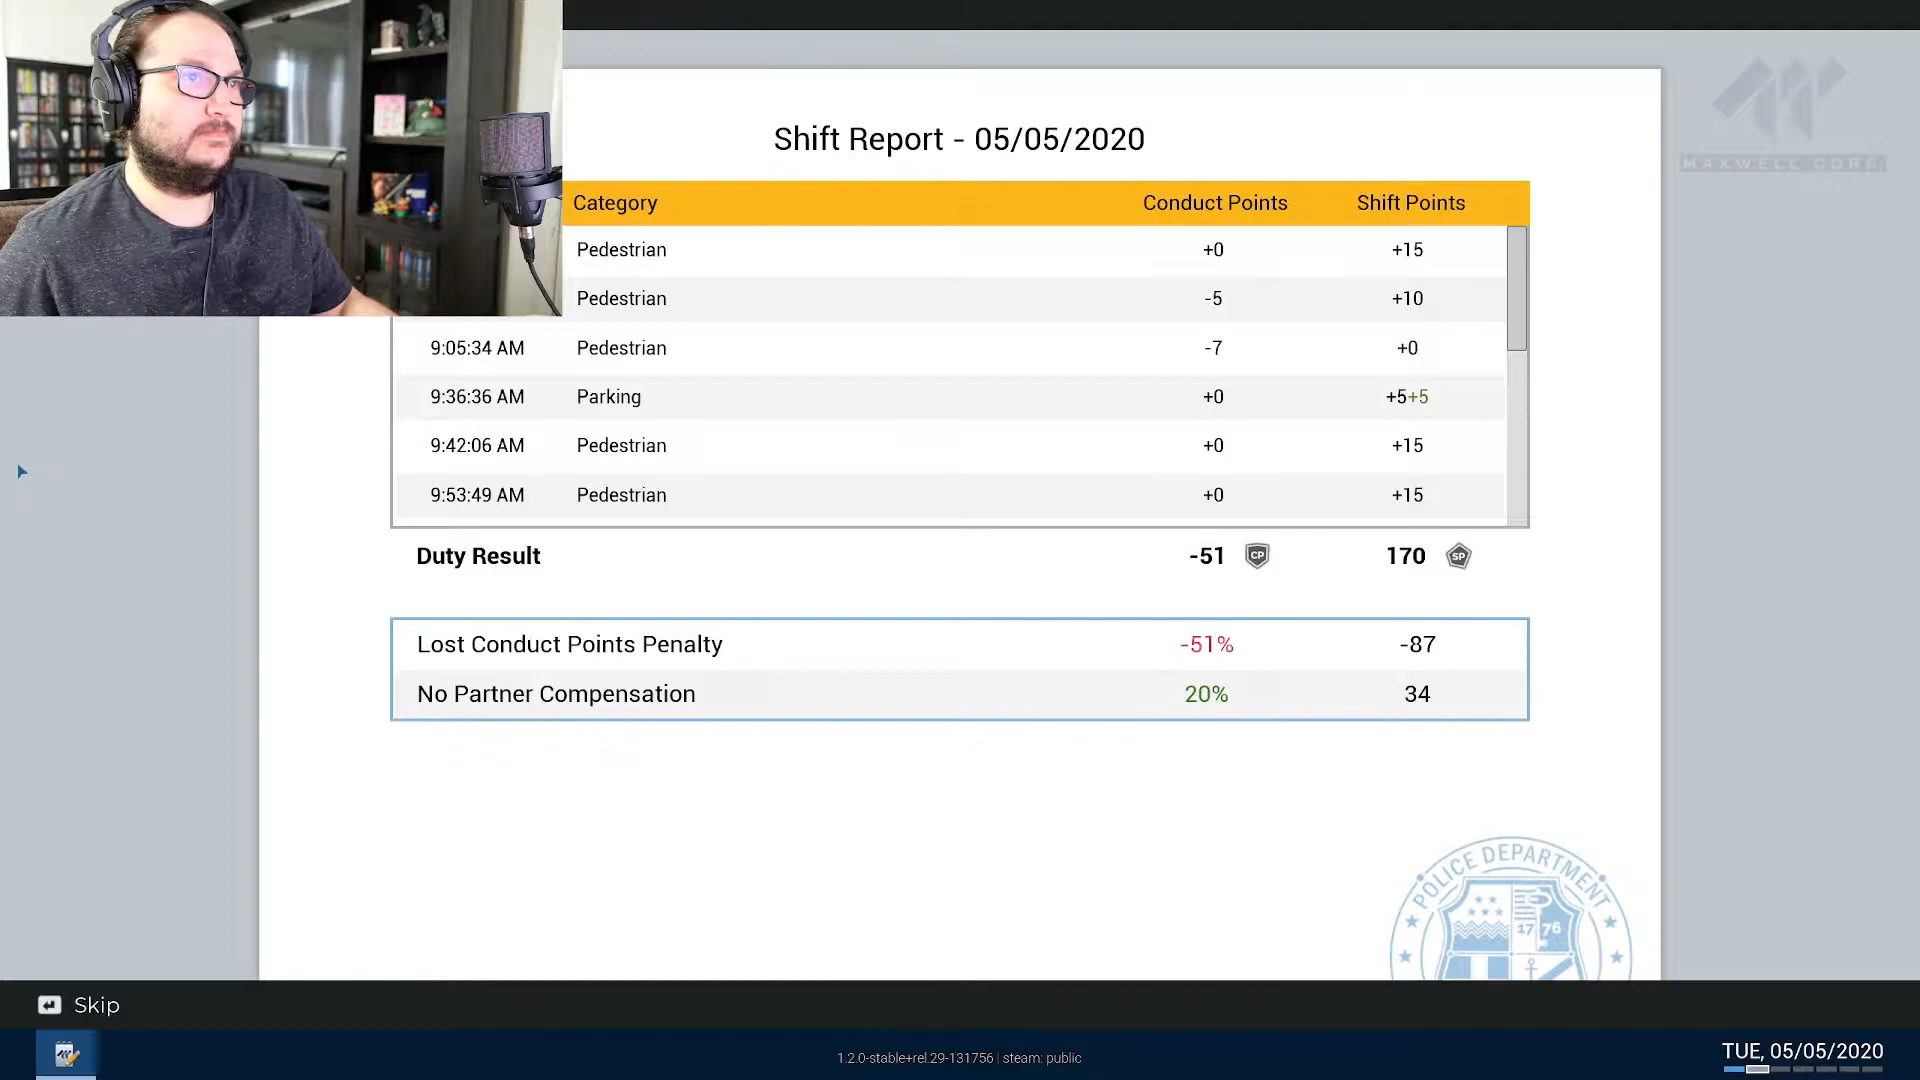 MAXWELL CORP.
Shift Report - 05/05/2020
Category Conduct Points Shift Points
Pedestrian +0 +15
Pedestrian -5 +10
9:05:34 AM Pedestrian -7 +0
9:36:36 AM Parking +0 +5+5
9:42:06 AM Pedestrian +0 +15
9:53:49 AM Pedestrian +0 +15
Duty Result -51 CP 170 SP
Lost Conduct Points Penalty -51% -87
No Partner Compensation 20% 34
POLICE DEPARTMENT
17 76
Skip
1.2.0-stable+rel.29-131756 | steam: public
TUE, 05/05/2020